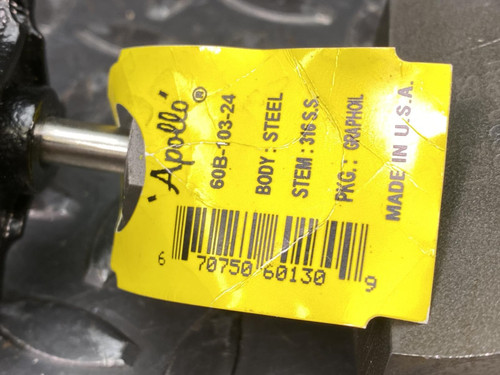 'Apollo'®
60B-103-24
BODY : STEEL
STEM : 316 S.S.
PKG. : GRAPHOIL
MADE IN U.S.A.
6 70750 60130 9